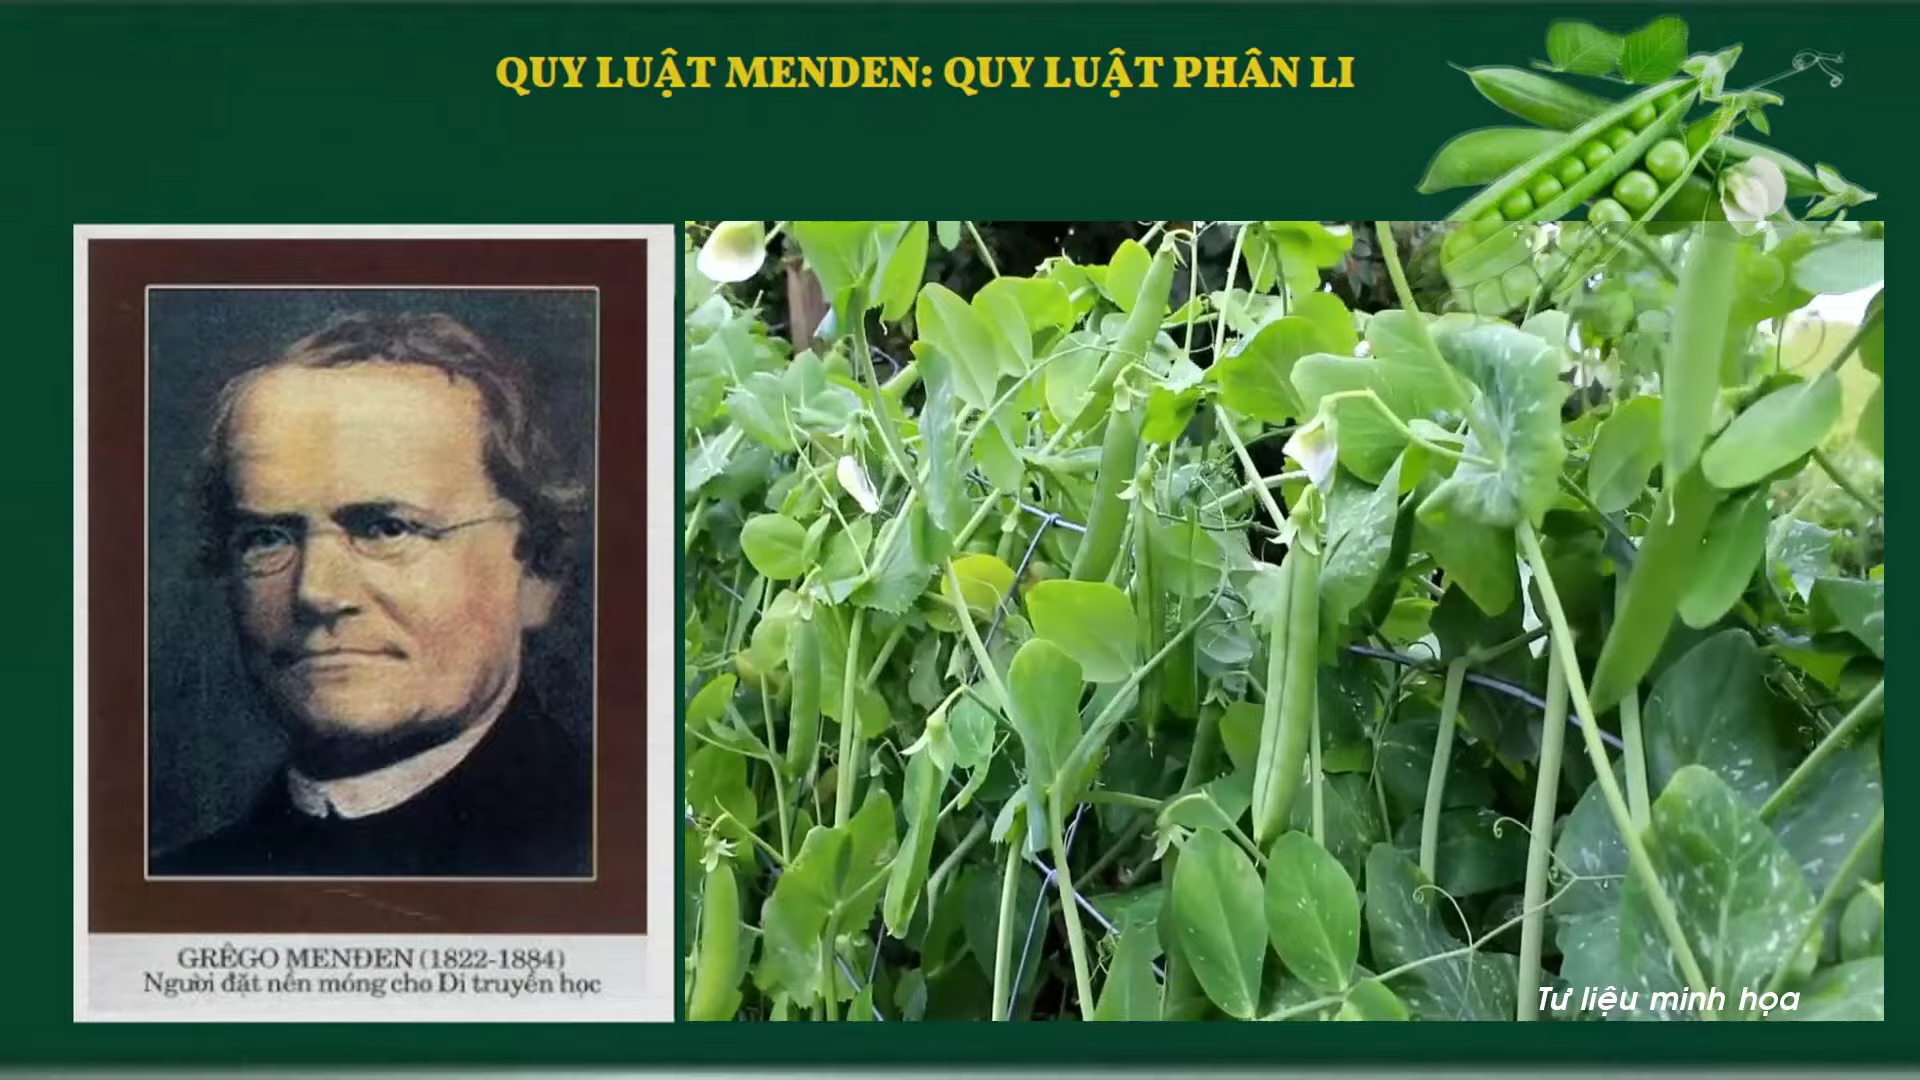 QUY LUẬT MENDEN: QUY LUẬT PHÂN LI
GRÊGO MENĐEN (1822-1884)
Người đặt nền móng cho Di truyền học
Tư liệu minh họa